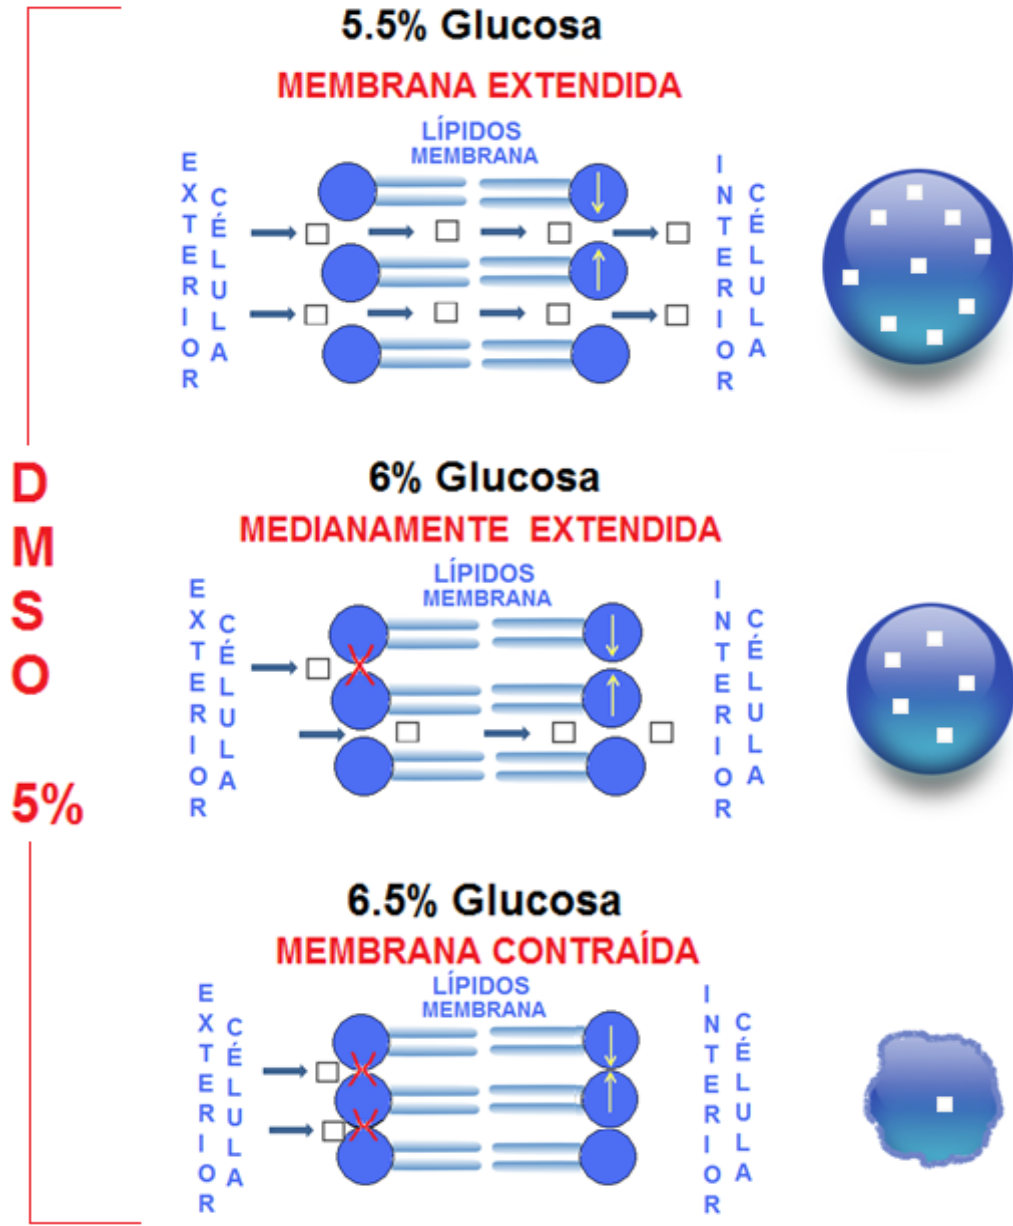 5.5% Glucosa
MEMBRANA EXTENDIDA
LÍPIDOS
MEMBRANA
EXTERIOR
CÉLULA
INTERIOR
CÉLULA
DMSO
5%
6% Glucosa
MEDIANAMENTE EXTENDIDA
LÍPIDOS
MEMBRANA
EXTERIOR
CÉLULA
INTERIOR
CÉLULA
6.5% Glucosa
MEMBRANA CONTRAÍDA
LÍPIDOS
MEMBRANA
EXTERIOR
CÉLULA
INTERIOR
CÉLULA